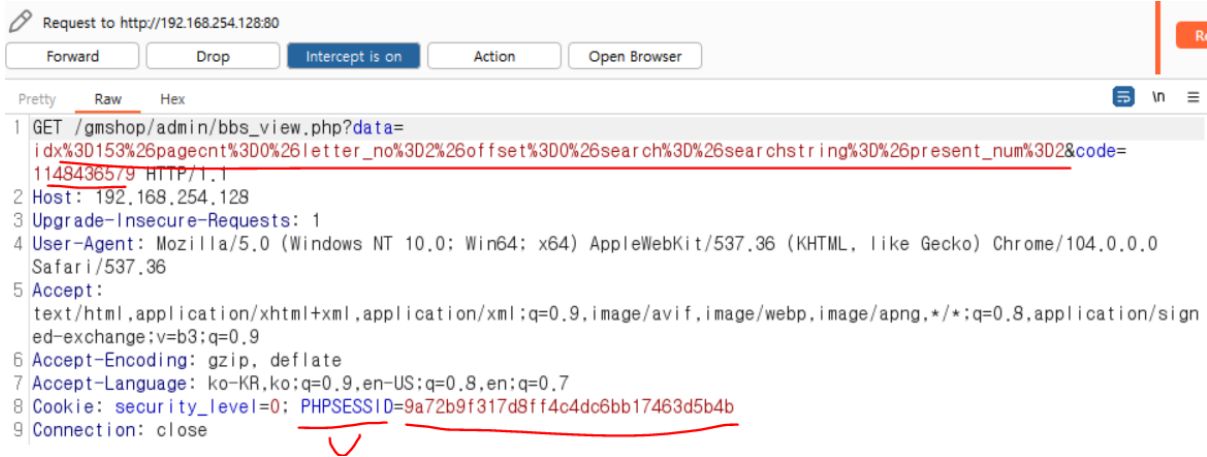 Request to http://192.168.254.128:80
Forward Drop Intercept is on Action Open Browser
Pretty Raw Hex \n
1 GET /gmshop/admin/bbs_view.php?data=
idx%3D153%26pagecnt%3D0%26letter_no%3D2%26offset%3D0%26search%3D%26searchstring%3D%26present_num%3D2&code=
1148436579 HTTP/1.1
2 Host: 192.168.254.128
3 Upgrade-Insecure-Requests: 1
4 User-Agent: Mozilla/5.0 (Windows NT 10.0; Win64; x64) AppleWebKit/537.36 (KHTML, like Gecko) Chrome/104.0.0.0
Safari/537.36
5 Accept:
text/html,application/xhtml+xml,application/xml;q=0.9,image/avif,image/webp,image/apng,*/*;q=0.8,application/sign
ed-exchange;v=b3;q=0.9
6 Accept-Encoding: gzip, deflate
7 Accept-Language: ko-KR,ko;q=0.9,en-US;q=0.8,en;q=0.7
8 Cookie: security_level=0; PHPSESSID=9a72b9f317d8ff4c4dc6bb17463d5b4b
9 Connection: close